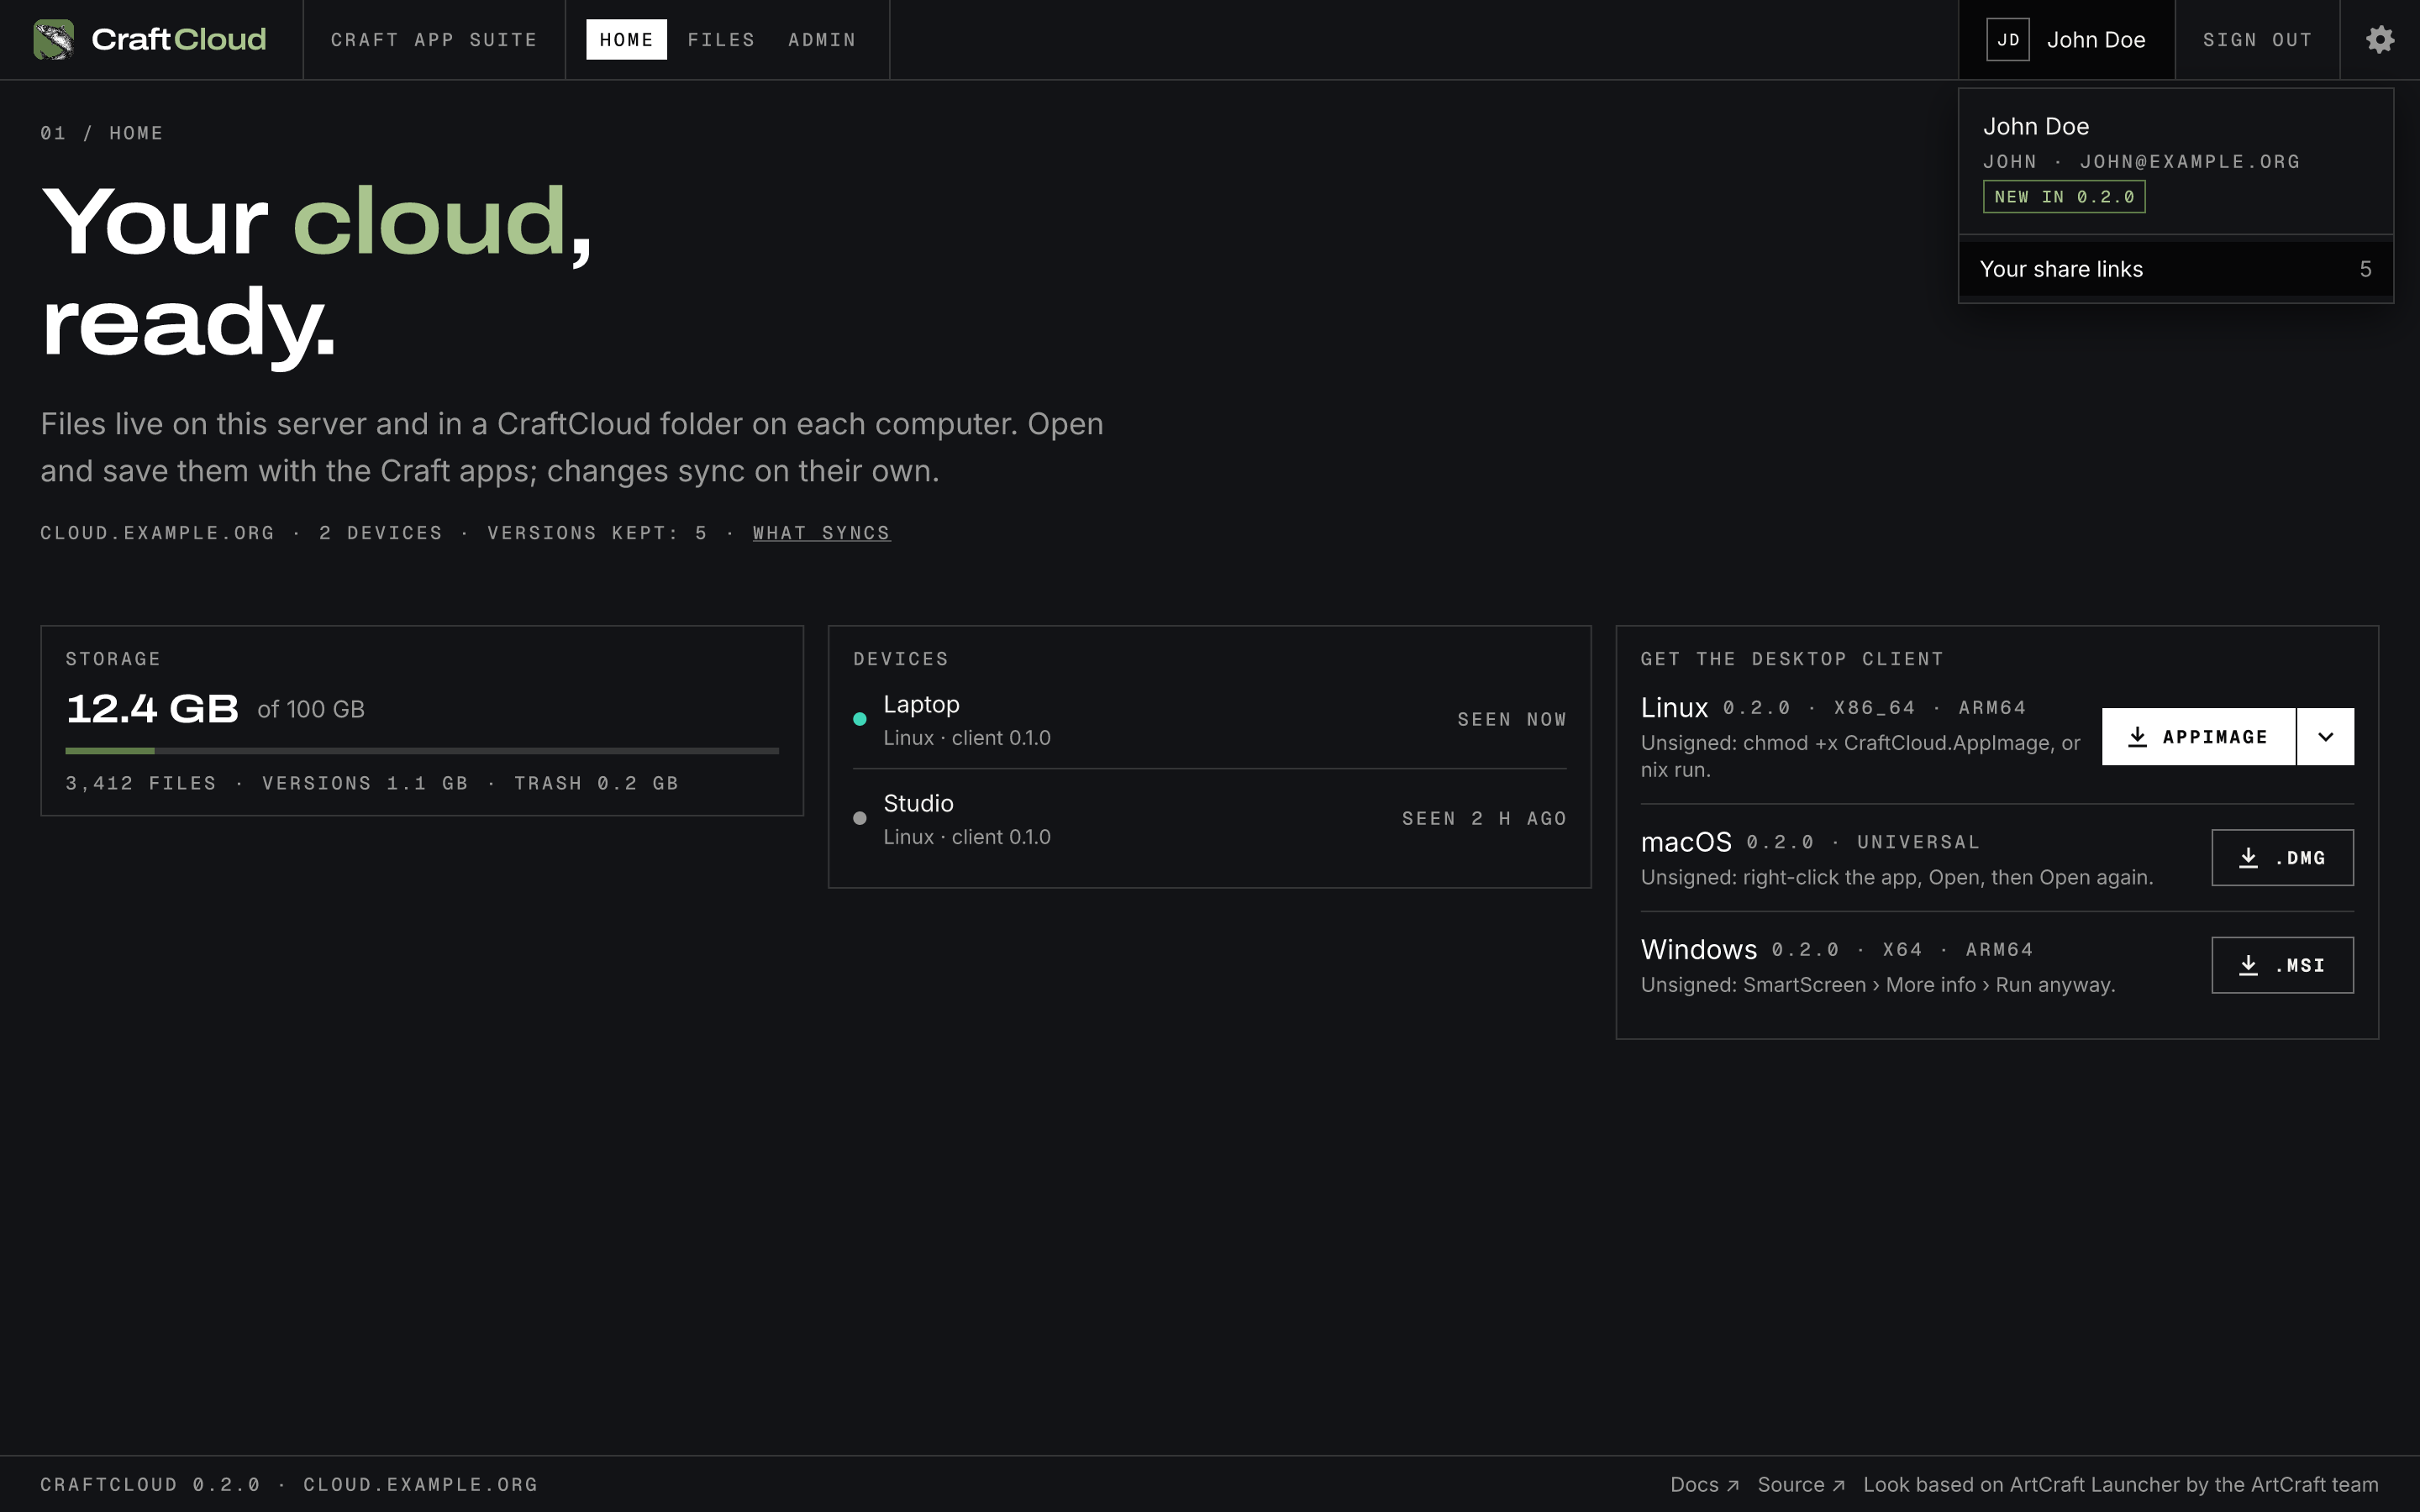 CraftCloud
CRAFT APP SUITE
HOME
FILES
ADMIN
JD
John Doe
SIGN OUT
John Doe
JOHN · JOHN@EXAMPLE.ORG
NEW IN 0.2.0
Your share links 5
01 / HOME
Your cloud,
ready.
Files live on this server and in a CraftCloud folder on each computer. Open
and save them with the Craft apps; changes sync on their own.
CLOUD.EXAMPLE.ORG · 2 DEVICES · VERSIONS KEPT: 5 · WHAT SYNCS
STORAGE
12.4 GB of 100 GB
3,412 FILES · VERSIONS 1.1 GB · TRASH 0.2 GB
DEVICES
Laptop
Linux · client 0.1.0
SEEN NOW
Studio
Linux · client 0.1.0
SEEN 2 H AGO
GET THE DESKTOP CLIENT
Linux 0.2.0 · X86_64 · ARM64
Unsigned: chmod +x CraftCloud.AppImage, or
nix run.
APPIMAGE
macOS 0.2.0 · UNIVERSAL
Unsigned: right-click the app, Open, then Open again.
.DMG
Windows 0.2.0 · X64 · ARM64
Unsigned: SmartScreen › More info › Run anyway.
.MSI
CRAFTCLOUD 0.2.0 · CLOUD.EXAMPLE.ORG
Docs ↗ Source ↗ Look based on ArtCraft Launcher by the ArtCraft team